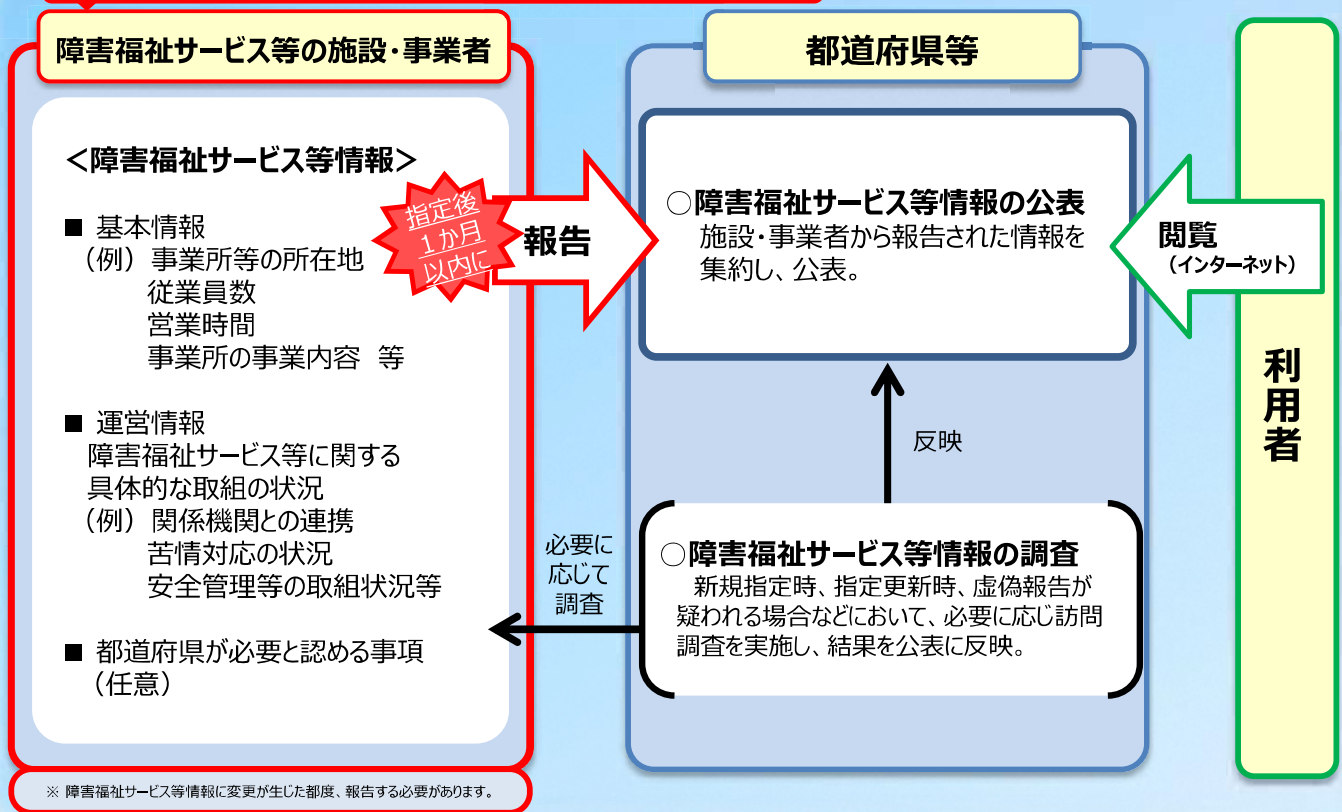 障害福祉サービス等の施設・事業者
＜障害福祉サービス等情報＞
■ 基本情報
（例）事業所等の所在地
従業員数
営業時間
事業所の事業内容 等
■ 運営情報
障害福祉サービス等に関する
具体的な取組の状況
（例）関係機関との連携
苦情対応の状況
安全管理等の取組状況等
■ 都道府県が必要と認める事項
（任意）
※ 障害福祉サービス等情報に変更が生じた都度、報告する必要があります。
指定後
１か月
以内に
報告
必要に
応じて
調査
都道府県等
○障害福祉サービス等情報の公表
施設・事業者から報告された情報を
集約し、公表。
反映
○障害福祉サービス等情報の調査
新規指定時、指定更新時、虚偽報告が
疑われる場合などにおいて、必要に応じ訪問
調査を実施し、結果を公表に反映。
閲覧
（インターネット）
利用者